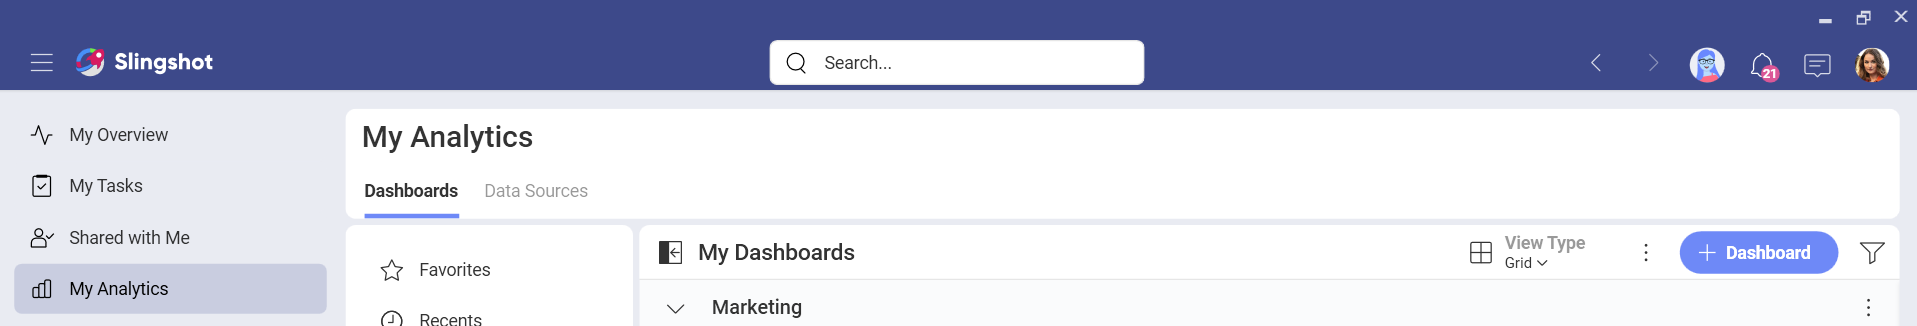 Slingshot
Search...
21
My Overview
My Tasks
Shared with Me
My Analytics
My Analytics
Dashboards
Data Sources
Favorites
Recents
My Dashboards
View Type
Grid
Dashboard
Marketing